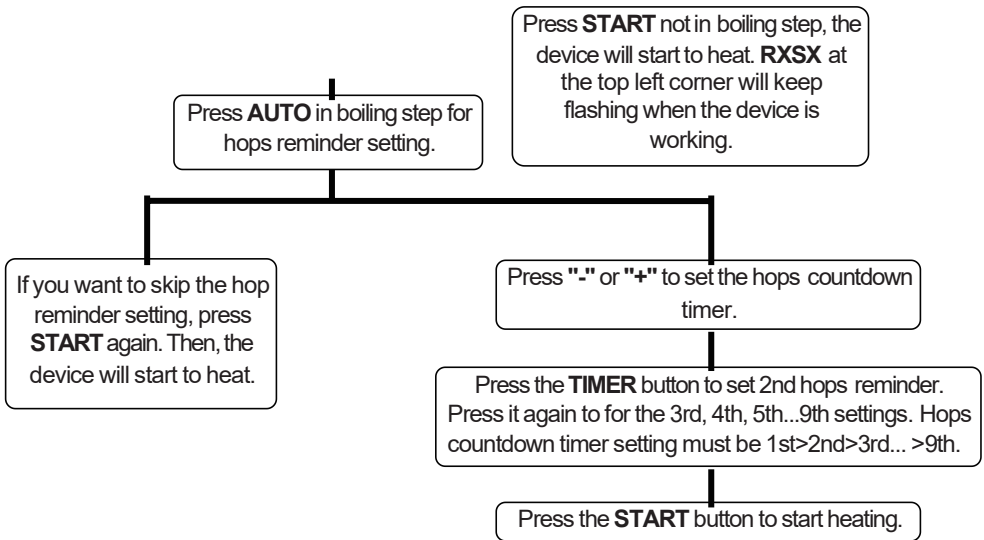 Press START not in boiling step, the
device will start to heat. RXSX at
the top left corner will keep
flashing when the device is
working.
Press AUTO in boiling step for
hops reminder setting.
If you want to skip the hop
reminder setting, press
START again. Then, the
device will start to heat.
Press "-" or "+" to set the hops countdown
timer.
Press the TIMER button to set 2nd hops reminder.
Press it again to for the 3rd, 4th, 5th...9th settings. Hops
countdown timer setting must be 1st>2nd>3rd... >9th.
Press the START button to start heating.